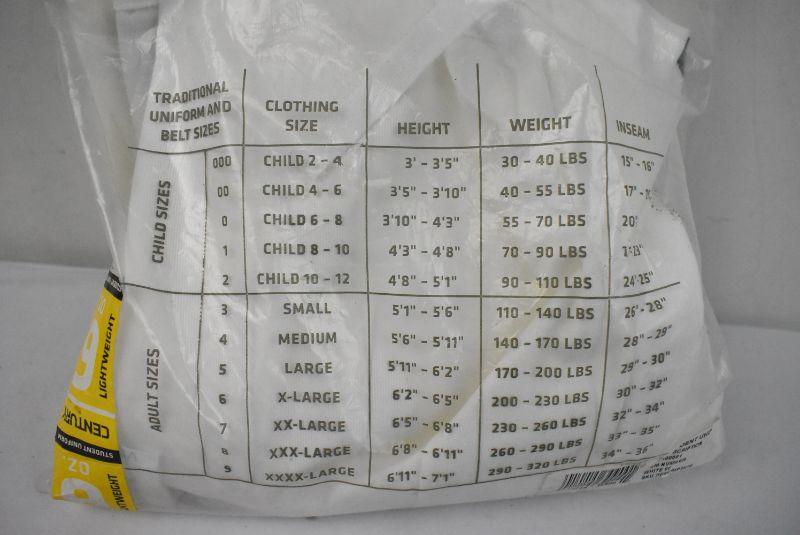 TRADITIONAL UNIFORM AND BELT SIZES CLOTHING SIZE HEIGHT WEIGHT INSEAM
CHILD SIZES
000 CHILD 2 - 4 3' - 3'5" 30 - 40 LBS 15" - 16"
00 CHILD 4 - 6 3'5" - 3'10" 40 - 55 LBS 17" -
0 CHILD 6 - 8 3'10" - 4'3" 55 - 70 LBS 20"
1 CHILD 8 - 10 4'3" - 4'8" 70 - 90 LBS
2 CHILD 10 - 12 4'8" - 5'1" 90 - 110 LBS 24"-25"
ADULT SIZES
3 SMALL 5'1" - 5'6" 110 - 140 LBS 26" - 28"
4 MEDIUM 5'6" - 5'11" 140 - 170 LBS 28" - 29"
5 LARGE 5'11" - 6'2" 170 - 200 LBS 29" - 30"
6 X-LARGE 6'2" - 6'5" 200 - 230 LBS 30" - 32"
7 XX-LARGE 6'5" - 6'8" 230 - 260 LBS 32" - 34"
8 XXX-LARGE 6'8" - 6'11" 260 - 290 LBS 33" - 35"
9 XXXX-LARGE 6'11" - 7'1" 290 - 320 LBS 34" - 36"
LIGHTWEIGHT
CENTURY
STUDENT UNIFORM
6 OZ.